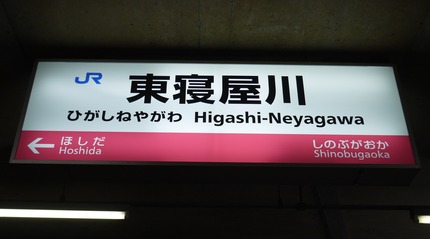 JR 東寝屋川
ひがしねやがわ Higashi-Neyagawa
← ほしだ しのぶがおか
Hoshida Shinobugaoka